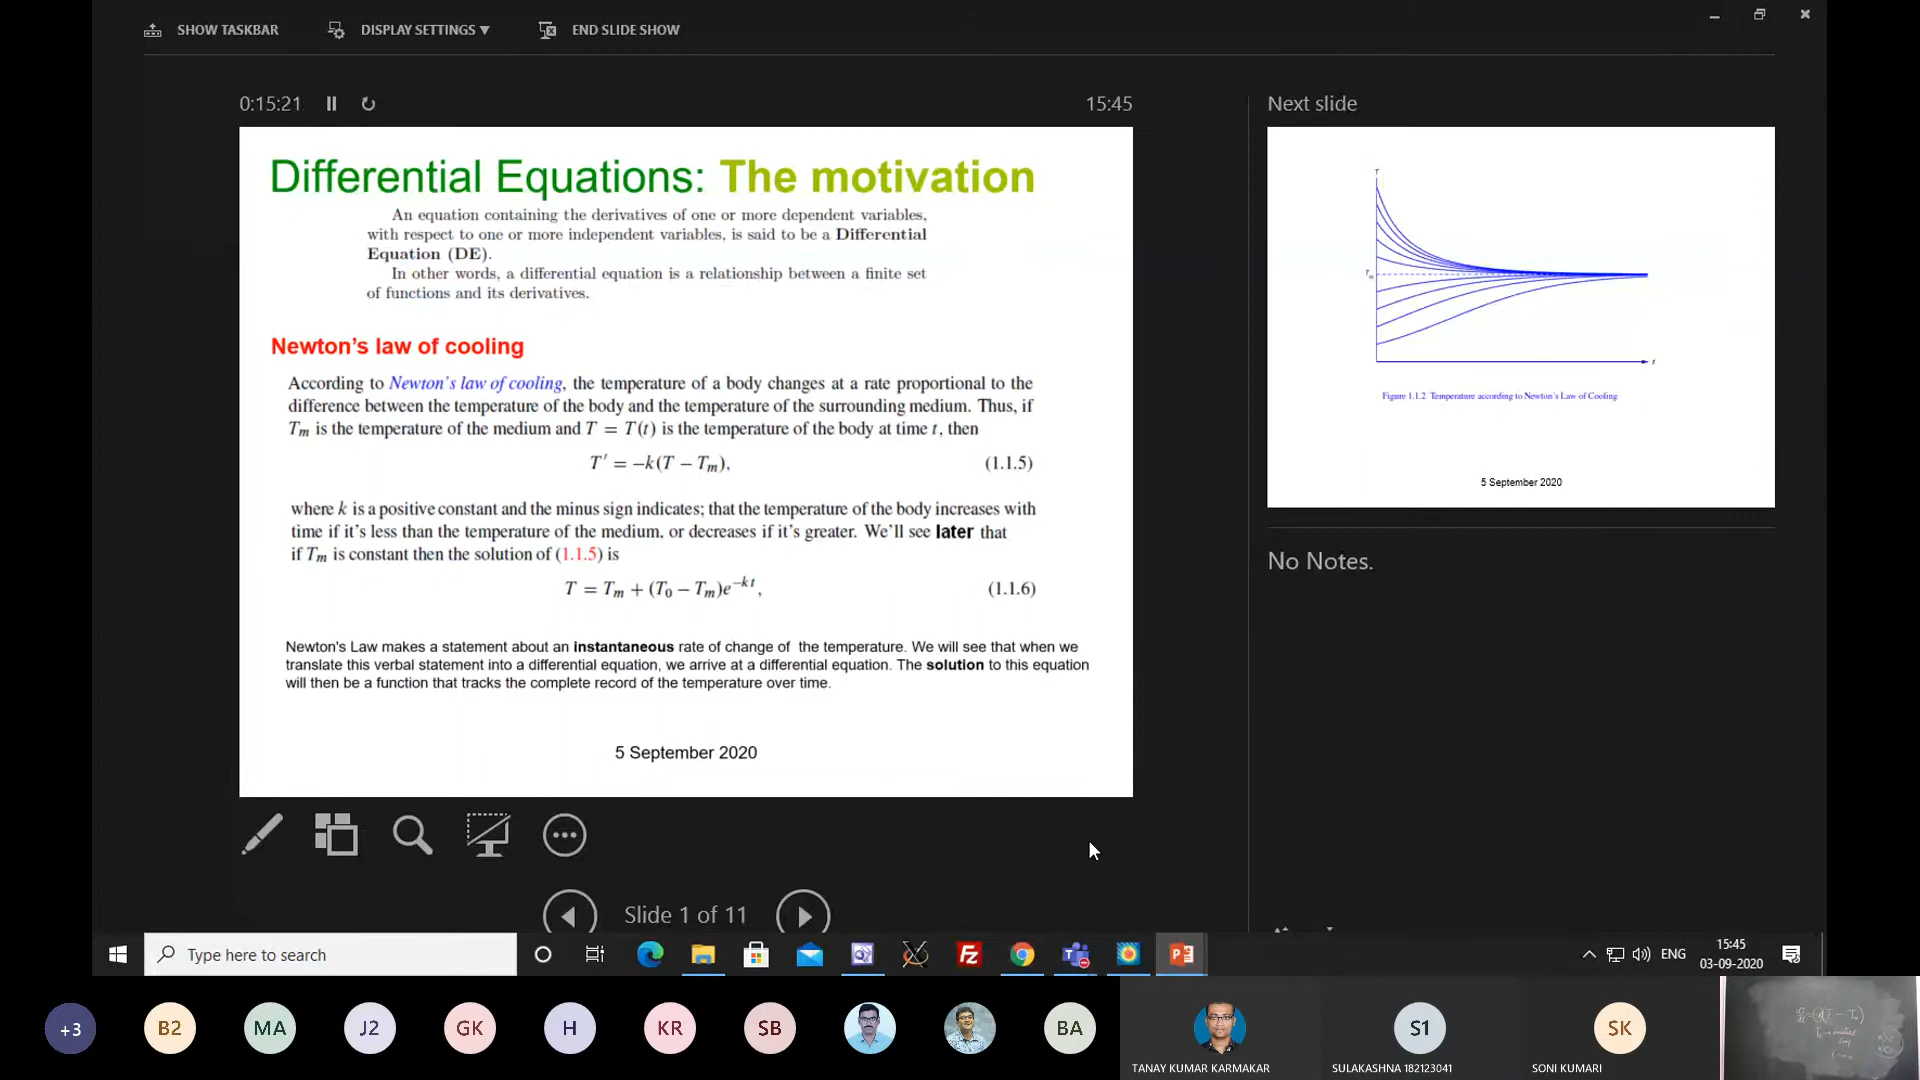 SHOW TASKBAR
DISPLAY SETTINGS ▼
END SLIDE SHOW
0:15:21
15:45
Differential Equations: The motivation
An equation containing the derivatives of one or more dependent variables,
with respect to one or more independent variables, is said to be a Differential
Equation (DE).
In other words, a differential equation is a relationship between a finite set
of functions and its derivatives.
Newton's law of cooling
According to Newton's law of cooling, the temperature of a body changes at a rate proportional to the
difference between the temperature of the body and the temperature of the surrounding medium. Thus, if
Tm is the temperature of the medium and T = T(t) is the temperature of the body at time t, then
T′ = −k(T − Tm), (1.1.5)
where k is a positive constant and the minus sign indicates; that the temperature of the body increases with
time if it's less than the temperature of the medium, or decreases if it's greater. We'll see later that
if Tm is constant then the solution of (1.1.5) is
T = Tm + (T0 − Tm)e^−kt, (1.1.6)
Newton's Law makes a statement about an instantaneous rate of change of the temperature. We will see that when we
translate this verbal statement into a differential equation, we arrive at a differential equation. The solution to this equation
will then be a function that tracks the complete record of the temperature over time.
5 September 2020
Slide 1 of 11
Next slide
T
Tm
t
Figure 1.1.2 Temperature according to Newton's Law of Cooling
5 September 2020
No Notes.
Type here to search
ENG
15:45
03-09-2020
+3
B2
MA
J2
GK
H
KR
SB
BA
TANAY KUMAR KARMAKAR
S1
SULAKASHNA 182123041
SK
SONI KUMARI